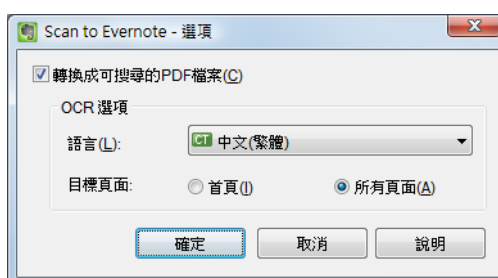 Scan to Evernote - 選項
轉換成可搜尋的PDF檔案(C)
OCR 選項
語言(L): CT 中文(繁體)
目標頁面: 首頁(I) 所有頁面(A)
確定 取消 說明